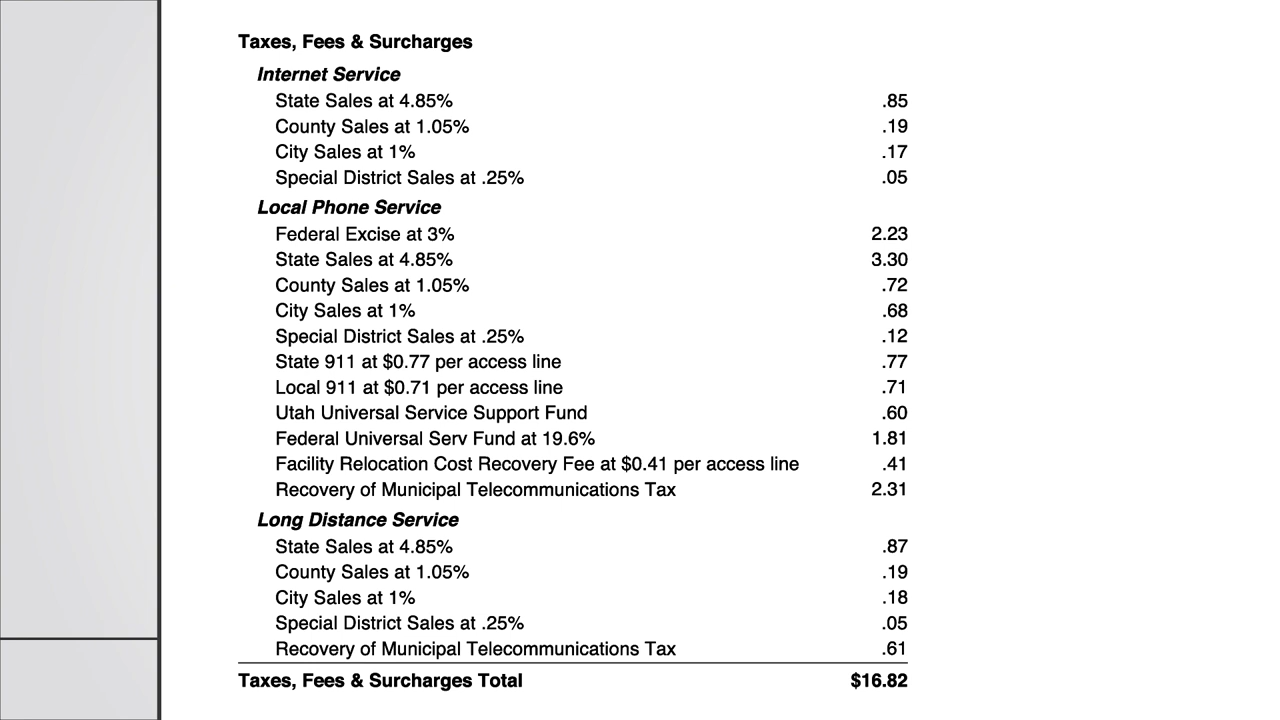 Taxes, Fees & Surcharges
Internet Service
State Sales at 4.85% .85
County Sales at 1.05% .19
City Sales at 1% .17
Special District Sales at .25% .05
Local Phone Service
Federal Excise at 3% 2.23
State Sales at 4.85% 3.30
County Sales at 1.05% .72
City Sales at 1% .68
Special District Sales at .25% .12
State 911 at $0.77 per access line .77
Local 911 at $0.71 per access line .71
Utah Universal Service Support Fund .60
Federal Universal Serv Fund at 19.6% 1.81
Facility Relocation Cost Recovery Fee at $0.41 per access line .41
Recovery of Municipal Telecommunications Tax 2.31
Long Distance Service
State Sales at 4.85% .87
County Sales at 1.05% .19
City Sales at 1% .18
Special District Sales at .25% .05
Recovery of Municipal Telecommunications Tax .61
Taxes, Fees & Surcharges Total $16.82